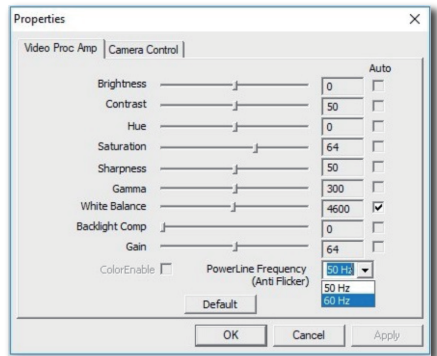 Properties
Video Proc Amp Camera Control
Auto
Brightness 0
Contrast 50
Hue 0
Saturation 64
Sharpness 50
Gamma 300
White Balance 4600
Backlight Comp 0
Gain 64
ColorEnable PowerLine Frequency 50 Hz
(Anti Flicker)
50 Hz
60 Hz
Default
OK Cancel Apply